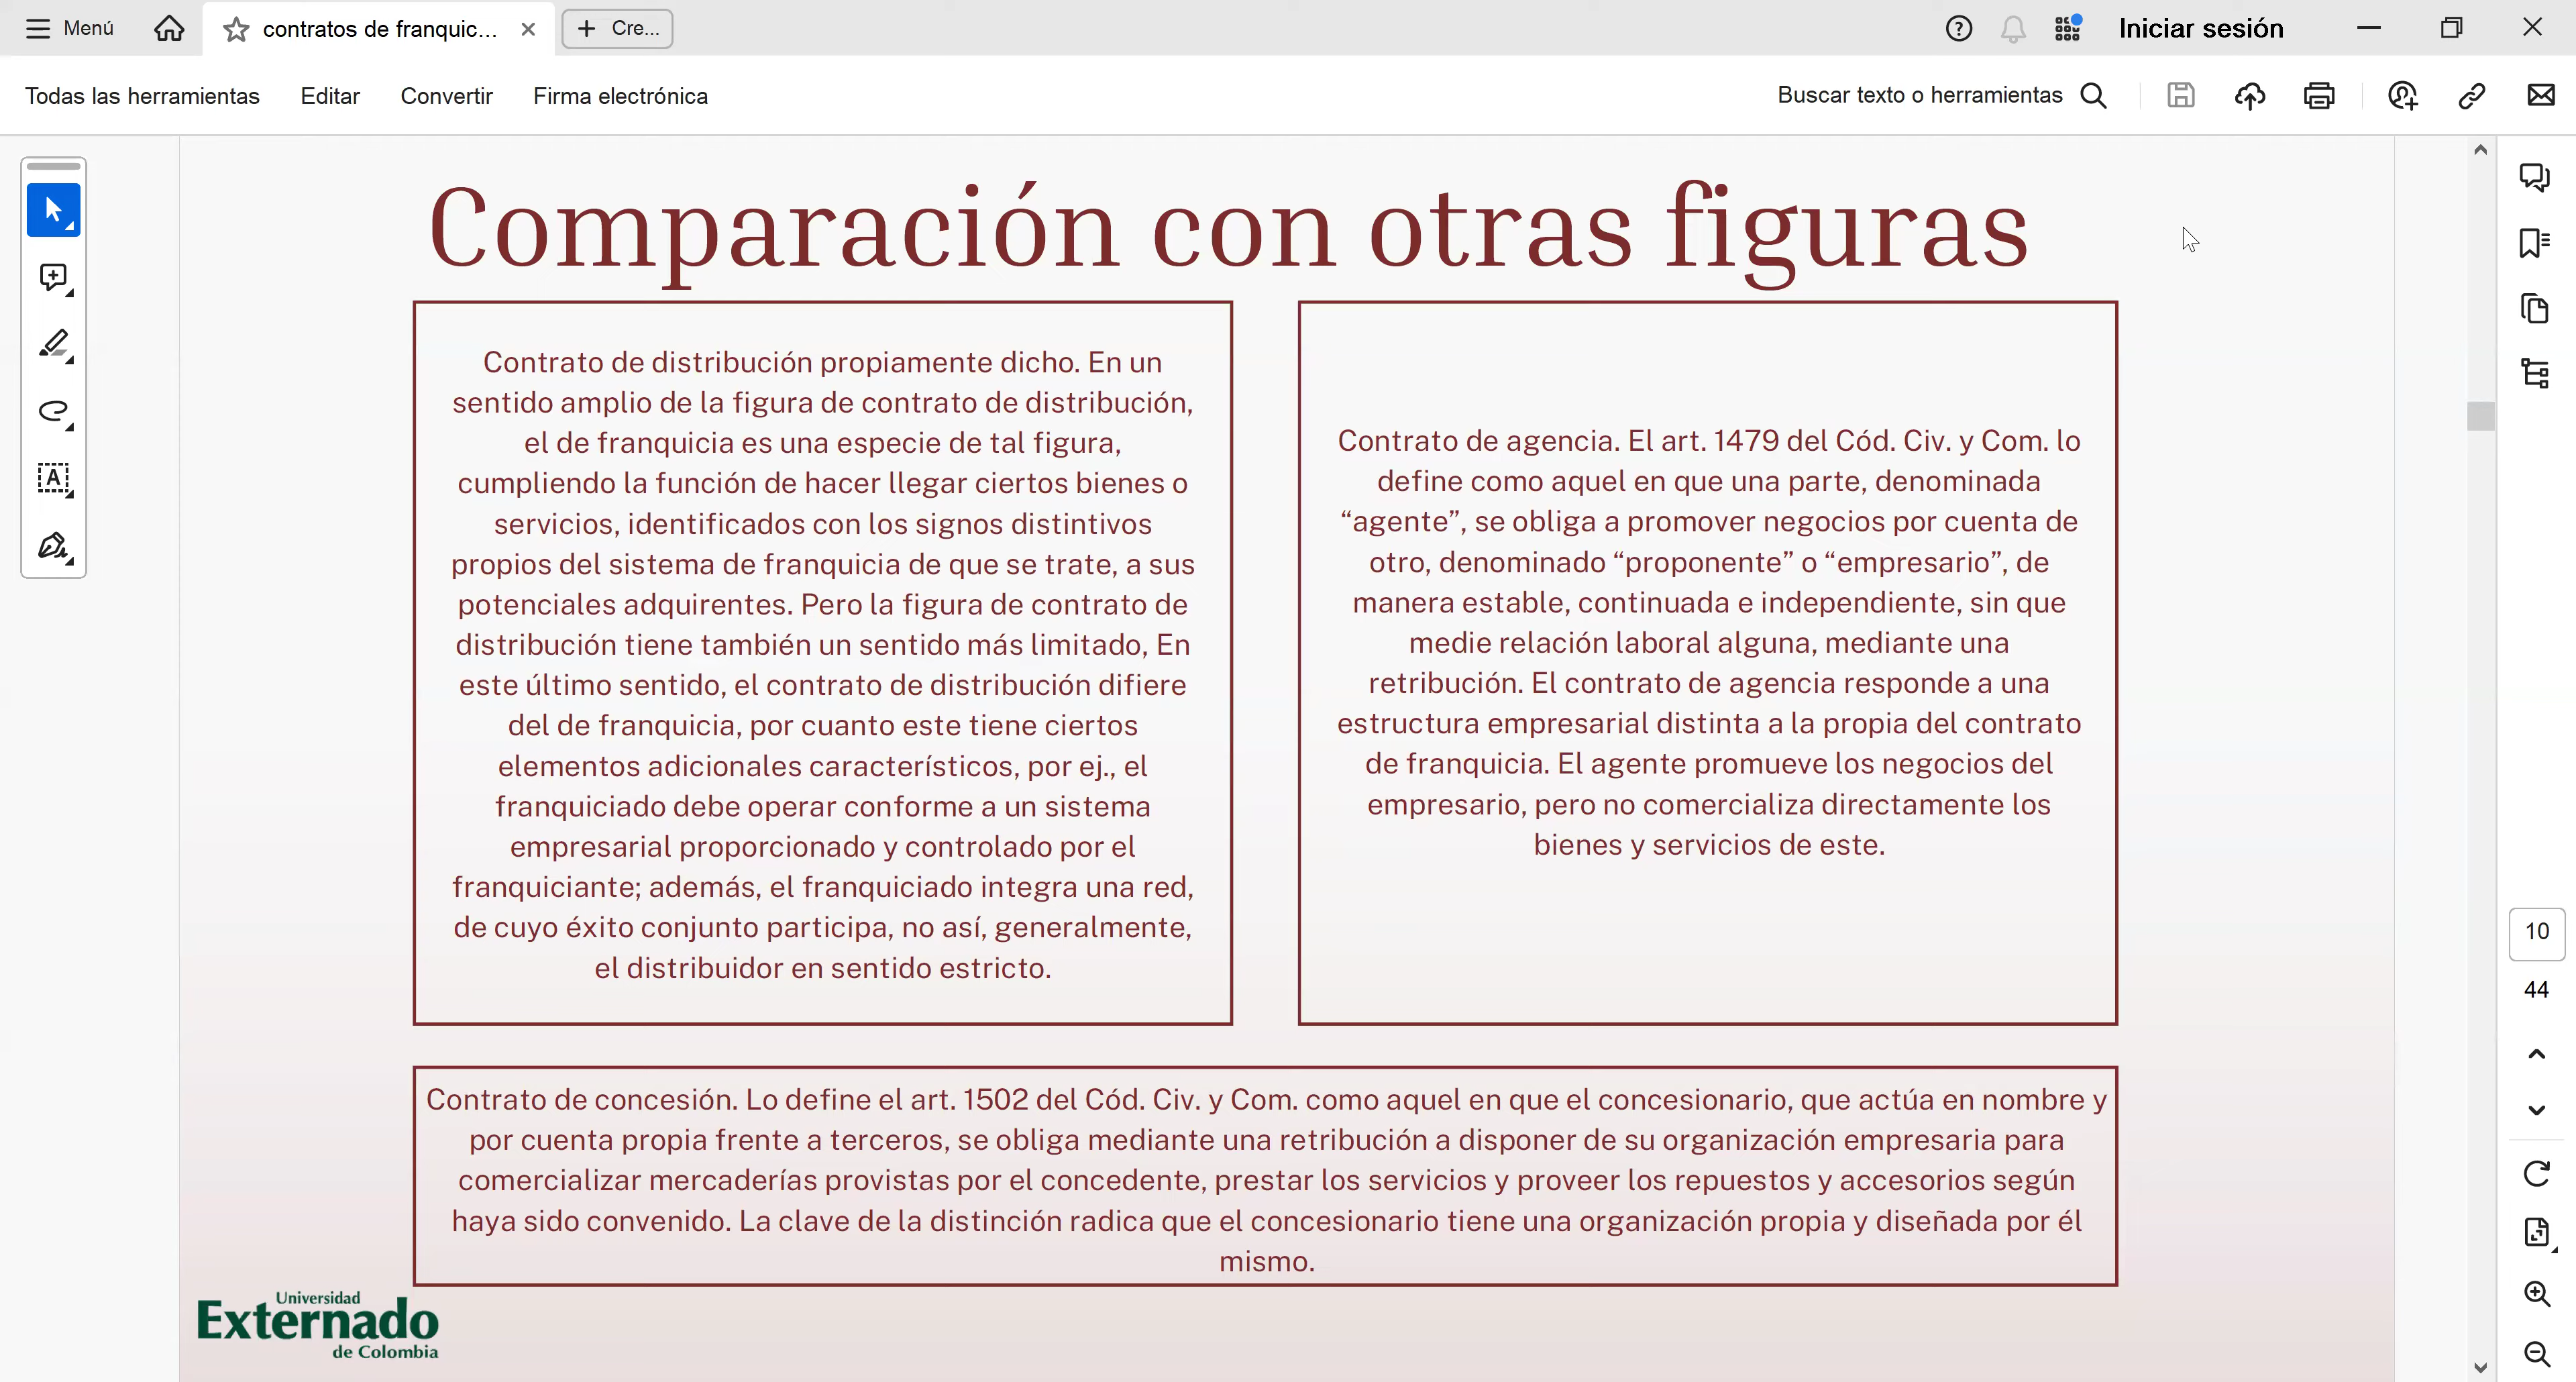 Menú
contratos de franquic...
Cre...
Iniciar sesión
Todas las herramientas
Editar
Convertir
Firma electrónica
Buscar texto o herramientas
Comparación con otras figuras
Contrato de distribución propiamente dicho. En un
sentido amplio de la figura de contrato de distribución,
el de franquicia es una especie de tal figura,
cumpliendo la función de hacer llegar ciertos bienes o
servicios, identificados con los signos distintivos
propios del sistema de franquicia de que se trate, a sus
potenciales adquirentes. Pero la figura de contrato de
distribución tiene también un sentido más limitado, En
este último sentido, el contrato de distribución difiere
del de franquicia, por cuanto este tiene ciertos
elementos adicionales característicos, por ej., el
franquiciado debe operar conforme a un sistema
empresarial proporcionado y controlado por el
franquiciante; además, el franquiciado integra una red,
de cuyo éxito conjunto participa, no así, generalmente,
el distribuidor en sentido estricto.
Contrato de agencia. El art. 1479 del Cód. Civ. y Com. lo
define como aquel en que una parte, denominada
“agente”, se obliga a promover negocios por cuenta de
otro, denominado “proponente” o “empresario”, de
manera estable, continuada e independiente, sin que
medie relación laboral alguna, mediante una
retribución. El contrato de agencia responde a una
estructura empresarial distinta a la propia del contrato
de franquicia. El agente promueve los negocios del
empresario, pero no comercializa directamente los
bienes y servicios de este.
Contrato de concesión. Lo define el art. 1502 del Cód. Civ. y Com. como aquel en que el concesionario, que actúa en nombre y
por cuenta propia frente a terceros, se obliga mediante una retribución a disponer de su organización empresaria para
comercializar mercaderías provistas por el concedente, prestar los servicios y proveer los repuestos y accesorios según
haya sido convenido. La clave de la distinción radica que el concesionario tiene una organización propia y diseñada por él
mismo.
Universidad
Externado
de Colombia
10
44